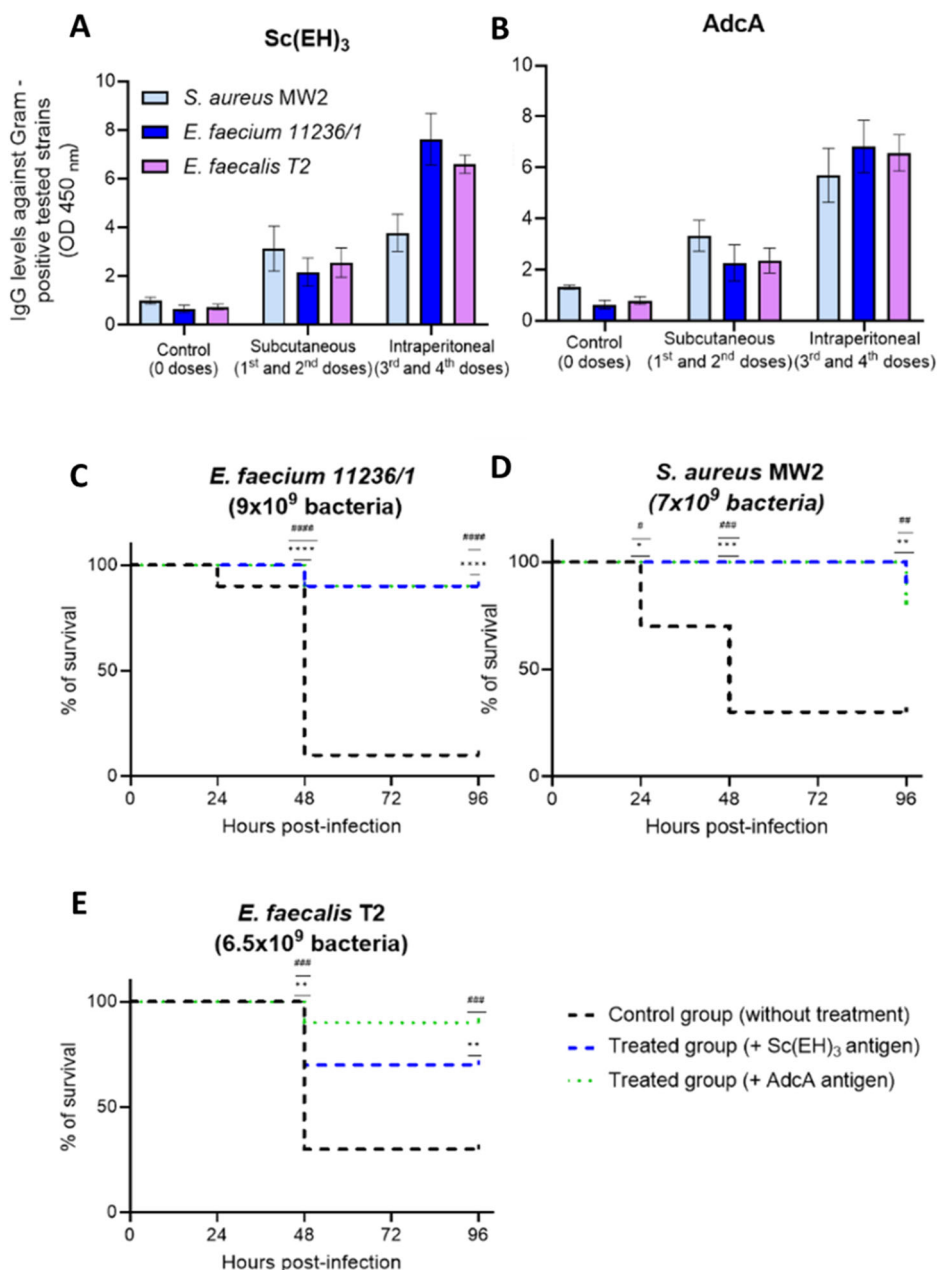 A
Sc(EH)₃
B
AdcA
IgG levels against Gram -
positive tested strains
(OD 450 nm)
10
8
6
4
2
0
S. aureus MW2
E. faecium 11236/1
E. faecalis T2
Control
(0 doses)
Subcutaneous
(1st and 2nd doses)
Intraperitoneal
(3rd and 4th doses)
10
8
6
4
2
0
Control
(0 doses)
Subcutaneous
(1st and 2nd doses)
Intraperitoneal
(3rd and 4th doses)
C
E. faecium 11236/1
(9x10⁹ bacteria)
####
****
####
****
% of survival
100
50
0
0 24 48 72 96
Hours post-infection
D
S. aureus MW2
(7x10⁹ bacteria)
#
*
###
***
##
**
% of survival
100
50
0
0 24 48 72 96
Hours post-infection
E
E. faecalis T2
(6.5x10⁹ bacteria)
###
**
###
**
% of survival
100
50
0
0 24 48 72 96
Hours post-infection
Control group (without treatment)
Treated group (+ Sc(EH)₃ antigen)
Treated group (+ AdcA antigen)